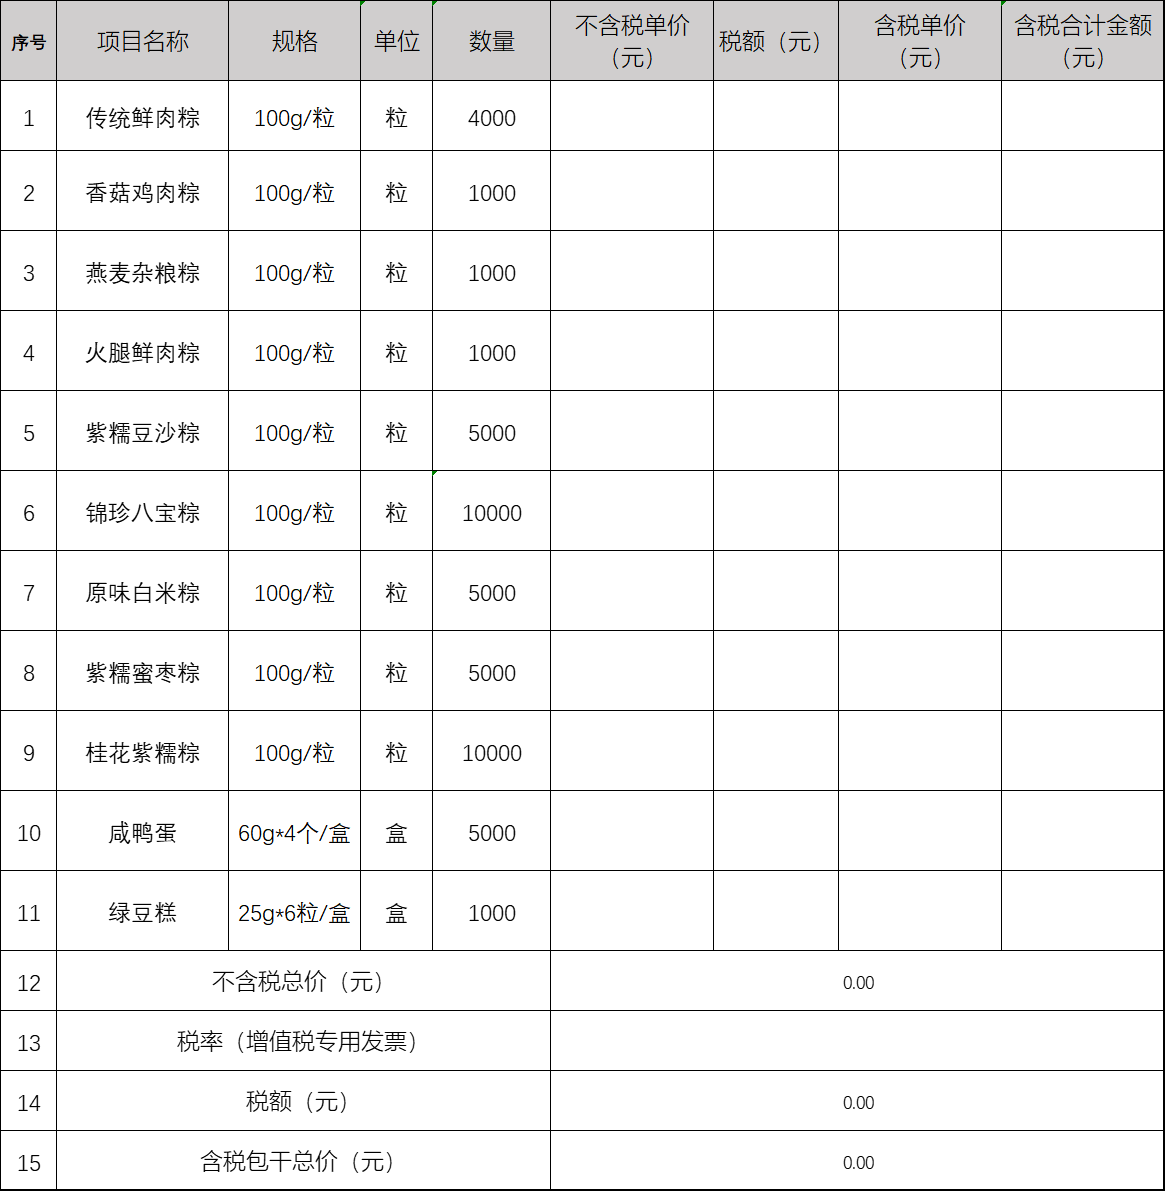 序号 项目名称 规格 单位 数量 不含税单价（元） 税额（元） 含税单价（元） 含税合计金额（元）
1 传统鲜肉粽 100g/粒 粒 4000
2 香菇鸡肉粽 100g/粒 粒 1000
3 燕麦杂粮粽 100g/粒 粒 1000
4 火腿鲜肉粽 100g/粒 粒 1000
5 紫糯豆沙粽 100g/粒 粒 5000
6 锦珍八宝粽 100g/粒 粒 10000
7 原味白米粽 100g/粒 粒 5000
8 紫糯蜜枣粽 100g/粒 粒 5000
9 桂花紫糯粽 100g/粒 粒 10000
10 咸鸭蛋 60g*4个/盒 盒 5000
11 绿豆糕 25g*6粒/盒 盒 1000
12 不含税总价（元） 0.00
13 税率（增值税专用发票）
14 税额（元） 0.00
15 含税包干总价（元） 0.00